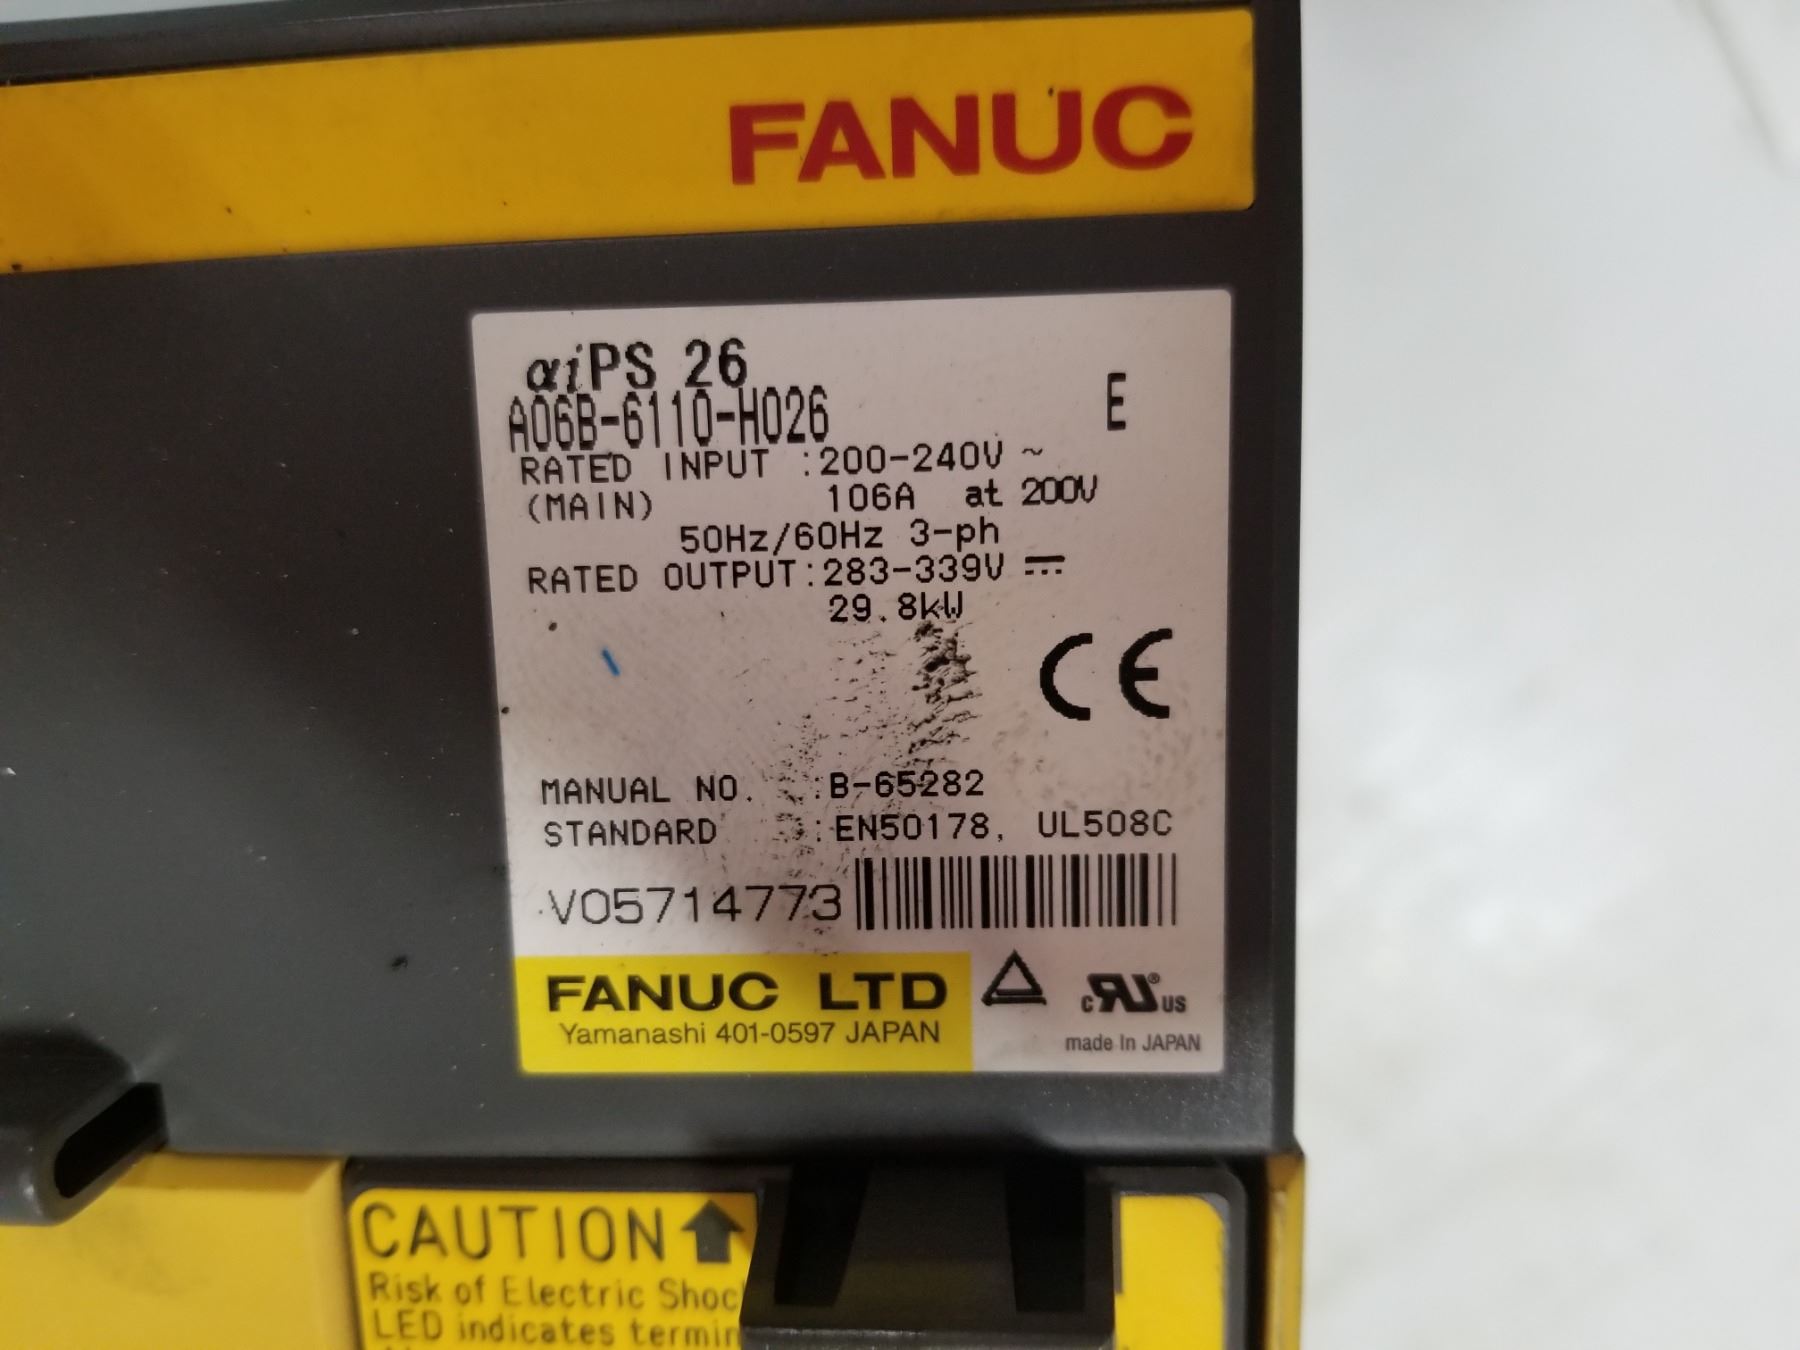 FANUC
αiPS 26
A06B-6110-H026 E
RATED INPUT :200-240V ~
(MAIN) 106A at 200V
50Hz/60Hz 3-ph
RATED OUTPUT:283-339V ⎓
29.8kW
CE
MANUAL NO. :B-65282
STANDARD :EN50178, UL508C
V05714773
FANUC LTD
Yamanashi 401-0597 JAPAN
c RU® US
made in JAPAN
CAUTION
Risk of Electric Shoc
LED indicates termin